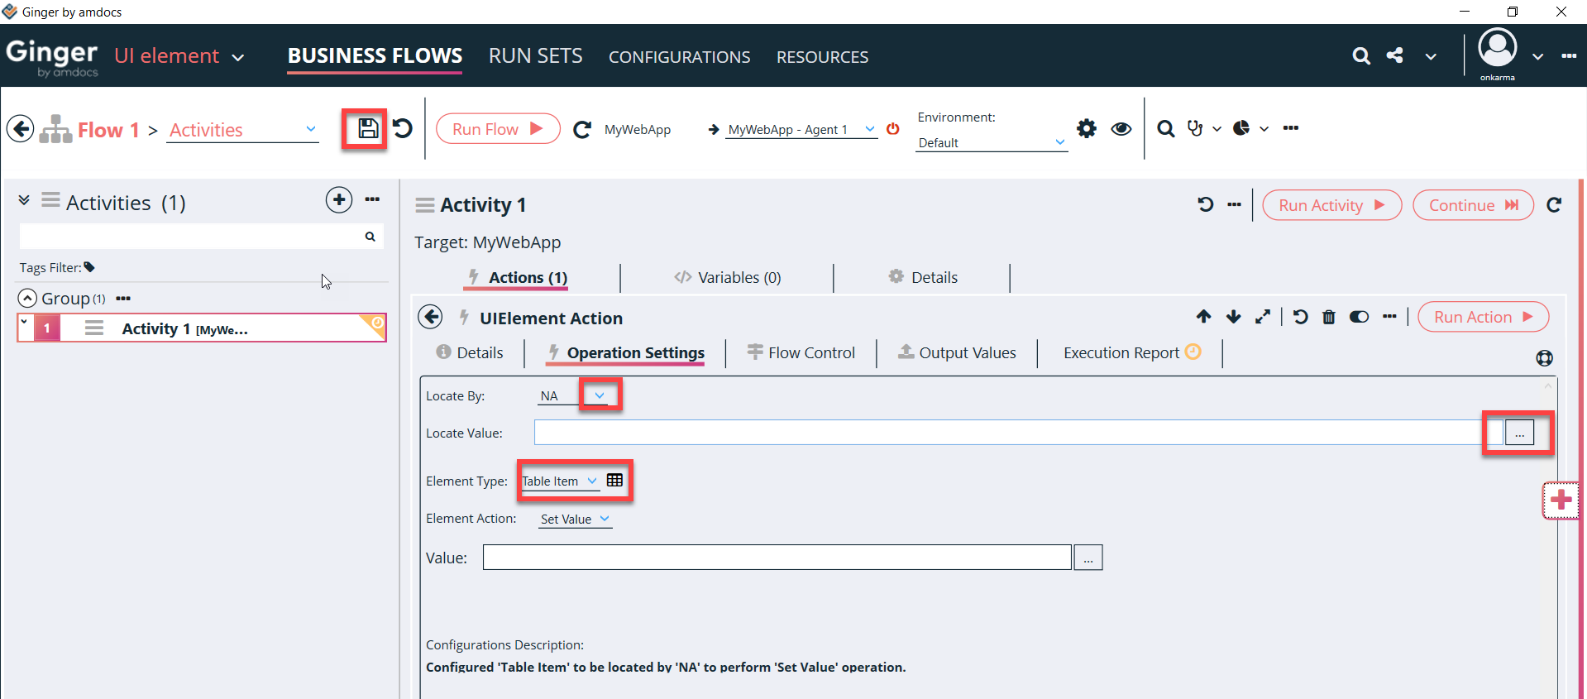 Ginger by amdocs
Ginger by amdocs UI element BUSINESS FLOWS RUN SETS CONFIGURATIONS RESOURCES
onkarma
Flow 1 > Activities Run Flow MyWebApp MyWebApp - Agent 1 Environment:
Default
Activities (1)
Tags Filter:
Group (1) ...
1 Activity 1 [MyWe...
Activity 1 Run Activity Continue
Target: MyWebApp
Actions (1) </> Variables (0) Details
UIElement Action Run Action
Details Operation Settings Flow Control Output Values Execution Report
Locate By: NA
Locate Value: ...
Element Type: Table Item
Element Action: Set Value
Value: ...
Configurations Description:
Configured 'Table Item' to be located by 'NA' to perform 'Set Value' operation.